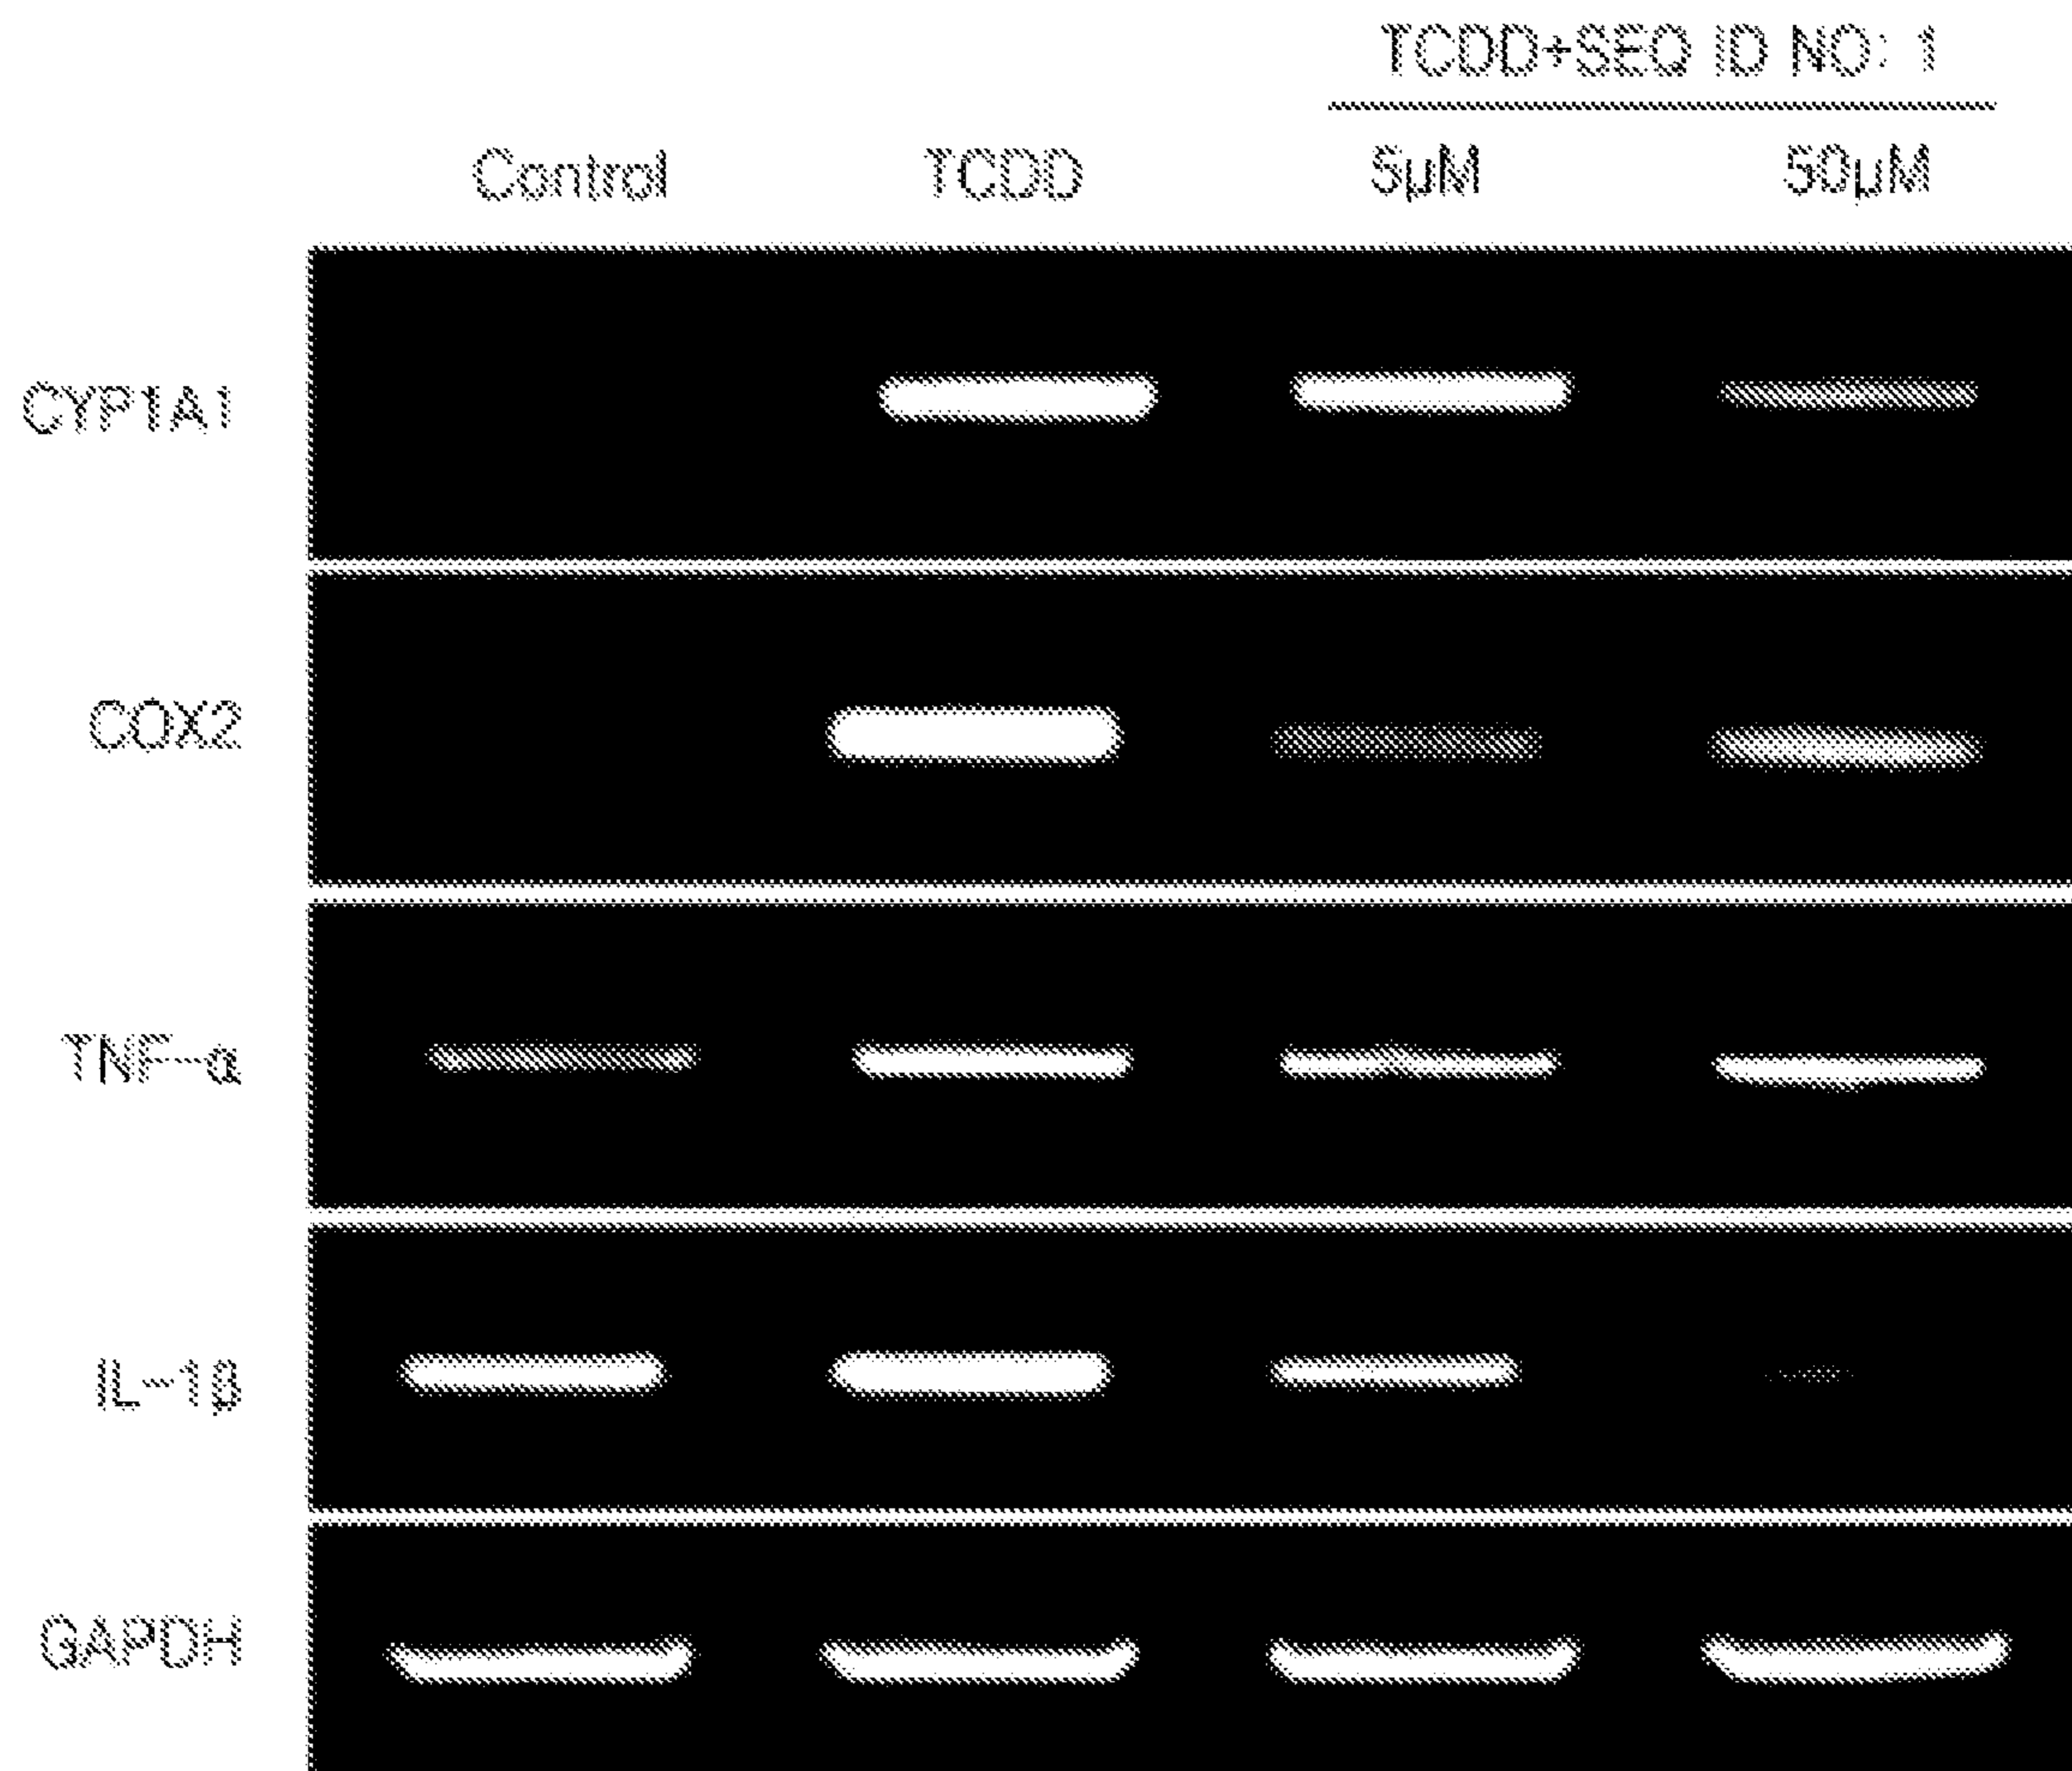 TCDD+SEQ ID NO: 1
Control TCDD 5μM 50μM
CYP1A1
COX2
TNF-α
IL-1β
GAPDH